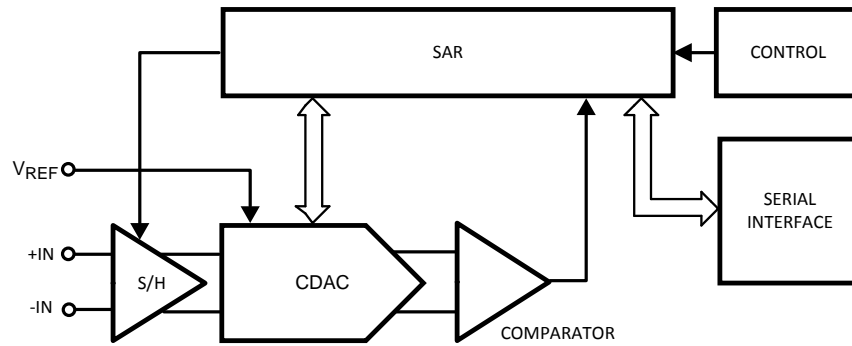 SAR
CONTROL
VREF
SERIAL
INTERFACE
+IN
S/H
CDAC
-IN
COMPARATOR